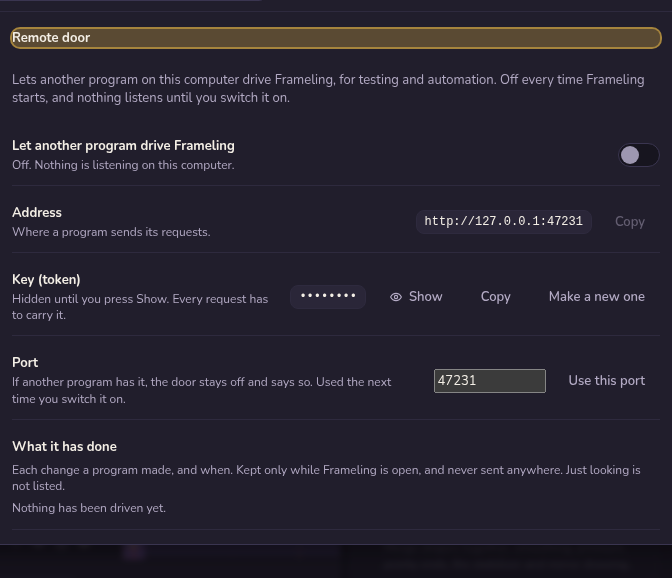 Remote door
Lets another program on this computer drive Frameling, for testing and automation. Off every time Frameling
starts, and nothing listens until you switch it on.
Let another program drive Frameling
Off. Nothing is listening on this computer.
Address
Where a program sends its requests.
http://127.0.0.1:47231
Copy
Key (token)
Hidden until you press Show. Every request has
to carry it.
••••••••
Show
Copy
Make a new one
Port
If another program has it, the door stays off and says so. Used the next
time you switch it on.
47231
Use this port
What it has done
Each change a program made, and when. Kept only while Frameling is open, and never sent anywhere. Just looking is
not listed.
Nothing has been driven yet.